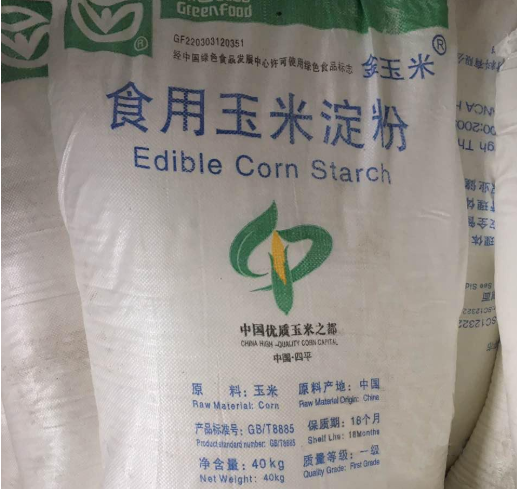 GreenFood
®
GF220303120351
经中国绿色食品发展中心许可使用绿色食品标志
玉米®
食用玉米淀粉
Edible Corn Starch
中国优质玉米之都
CHINA HIGH-QUALITY CORN CAPITAL
中国·四平
原 料：玉米 原料产地：中国
Raw Material: Corn Raw Material Origin: China
产品标准号：GB/T8885 保质期：18个月
Product standard number: GB/T8885 Shelf Life: 18Months
净含量：40kg 质量等级：一级
Net Weight: 40kg Quality Grade: First Grade